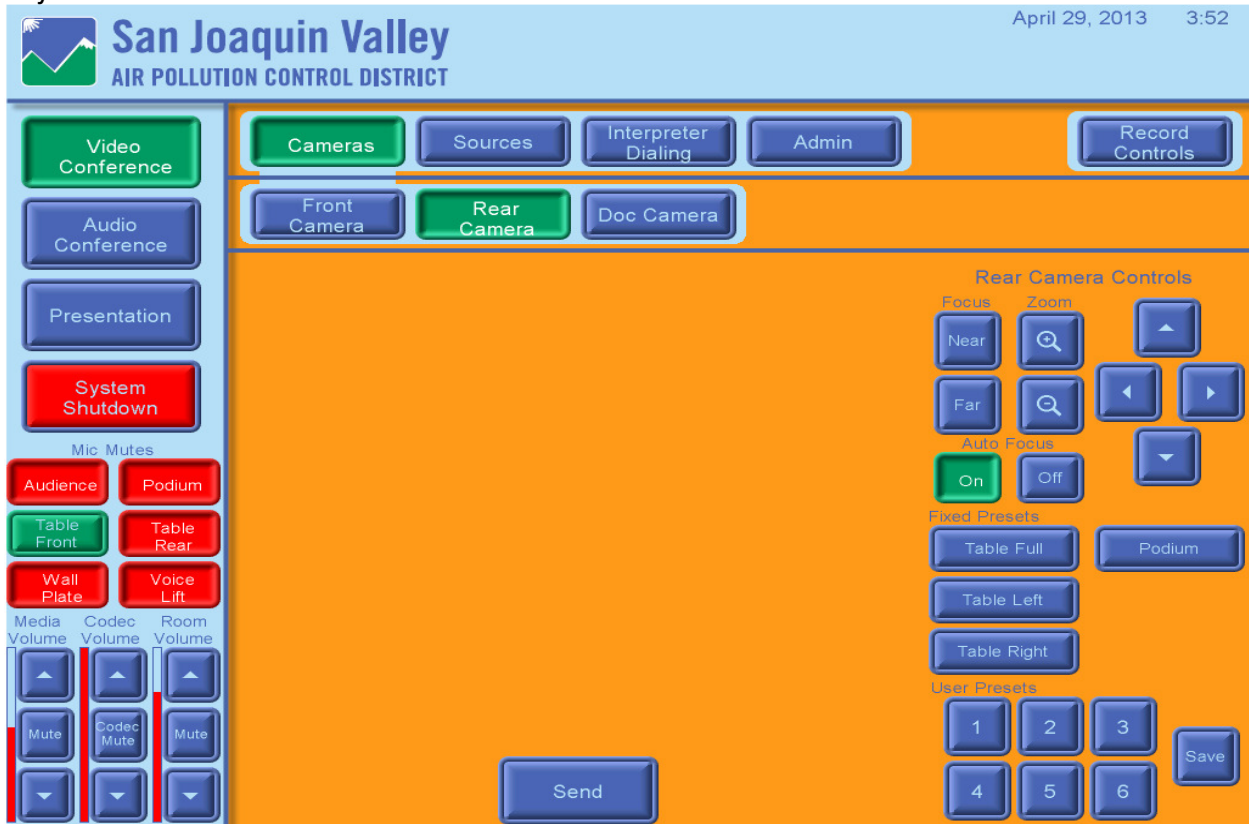 April 29, 2013 3:52
San Joaquin Valley
AIR POLLUTION CONTROL DISTRICT
Video
Conference
Audio
Conference
Presentation
System
Shutdown
Mic Mutes
Audience
Podium
Table
Front
Table
Rear
Wall
Plate
Voice
Lift
Media
Volume
Codec
Volume
Room
Volume
Mute
Codec
Mute
Mute
Cameras
Sources
Interpreter
Dialing
Admin
Record
Controls
Front
Camera
Rear
Camera
Doc Camera
Rear Camera Controls
Focus
Zoom
Near
Far
Auto Focus
On
Off
Fixed Presets
Table Full
Podium
Table Left
Table Right
User Presets
1
2
3
4
5
6
Save
Send